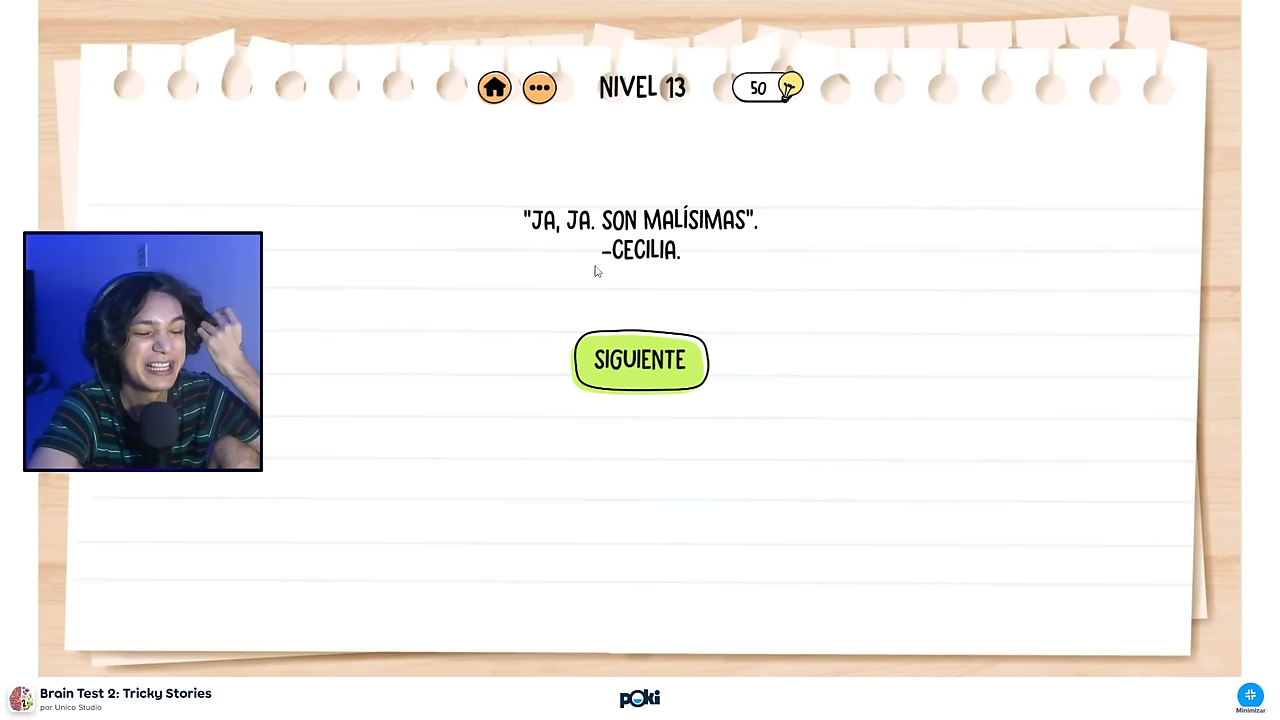 NIVEL 13
50
"JA, JA. SON MALÍSIMAS".
-CECILIA.
SIGUIENTE
Brain Test 2: Tricky Stories
por Unico Studio
poki
Minimizar